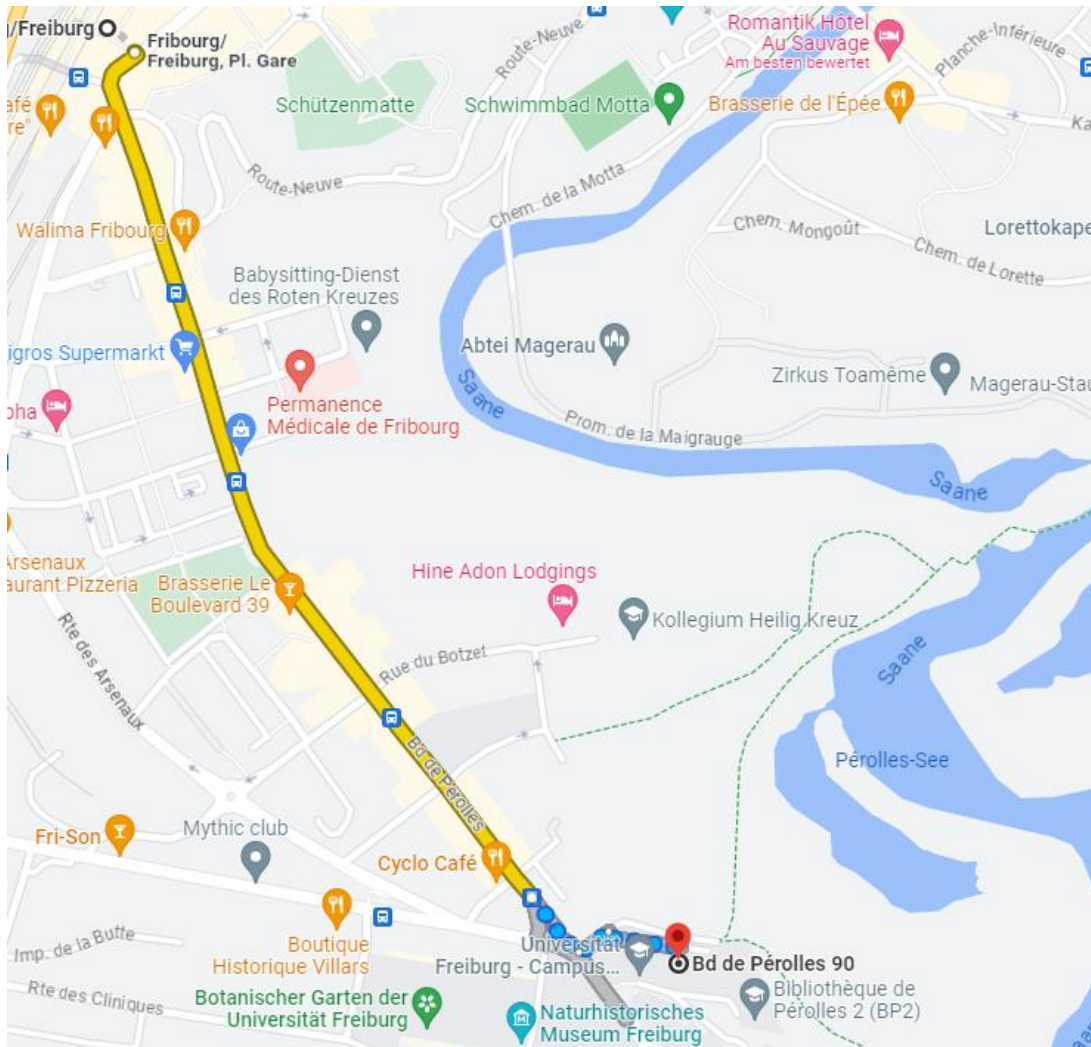 g/Freiburg
Fribourg/
Freiburg, Pl. Gare
Route-Neuve
Romantik Hôtel
Au Sauvage
Am besten bewertet
Planche-Inférieure
Schützenmatte
Schwimmbad Motta
Brasserie de l'Épée
afé
re"
Ka
Route-Neuve
Chem. de la Motta
Walima Fribourg
Chem. Mongoût
Lorettokape
Chem. de Lorette
Babysitting-Dienst
des Roten Kreuzes
igros Supermarkt
Abtei Magerau
Zirkus Toamême
Magerau-Stau
Saane
pha
Permanence
Médicale de Fribourg
Prom. de la Maigrauge
Saane
Arsenaux
aurant Pizzeria
Brasserie Le
Boulevard 39
Hine Adon Lodgings
Kollegium Heilig Kreuz
Rte des Arsenaux
Rue du Botzet
Saane
Bd de Pérolles
Pérolles-See
Fri-Son
Mythic club
Cyclo Café
Boutique
Historique Villars
Imp. de la Butte
Universität
Freiburg - Campus...
Bd de Pérolles 90
Rte des Cliniques
Botanischer Garten der
Universität Freiburg
Naturhistorisches
Museum Freiburg
Bibliothèque de
Pérolles 2 (BP2)